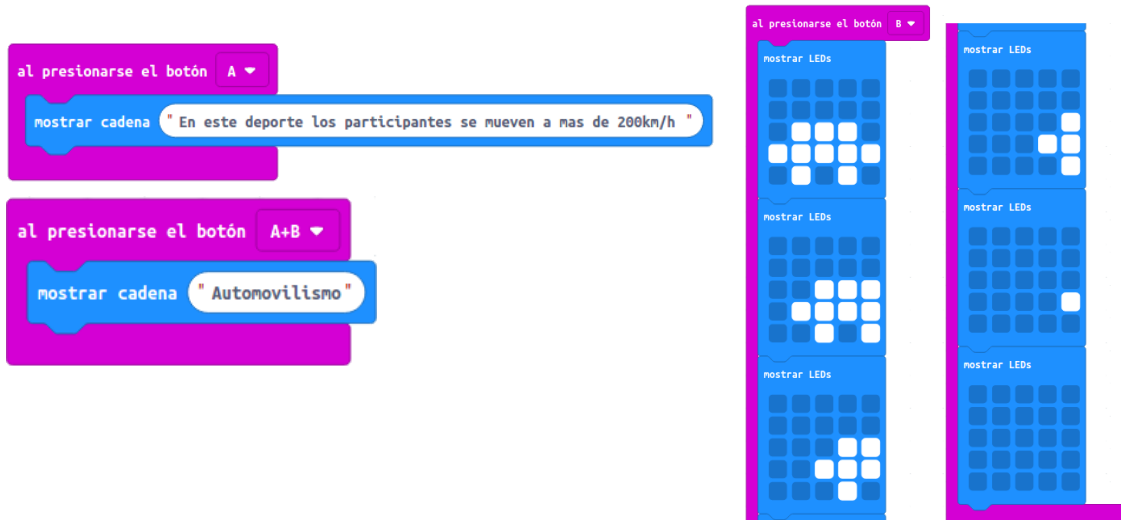 al presionarse el botón A
mostrar cadena " En este deporte los participantes se mueven a mas de 200km/h "
al presionarse el botón A+B
mostrar cadena " Automovilismo "
al presionarse el botón B
mostrar LEDs
mostrar LEDs
mostrar LEDs
mostrar LEDs
mostrar LEDs
mostrar LEDs